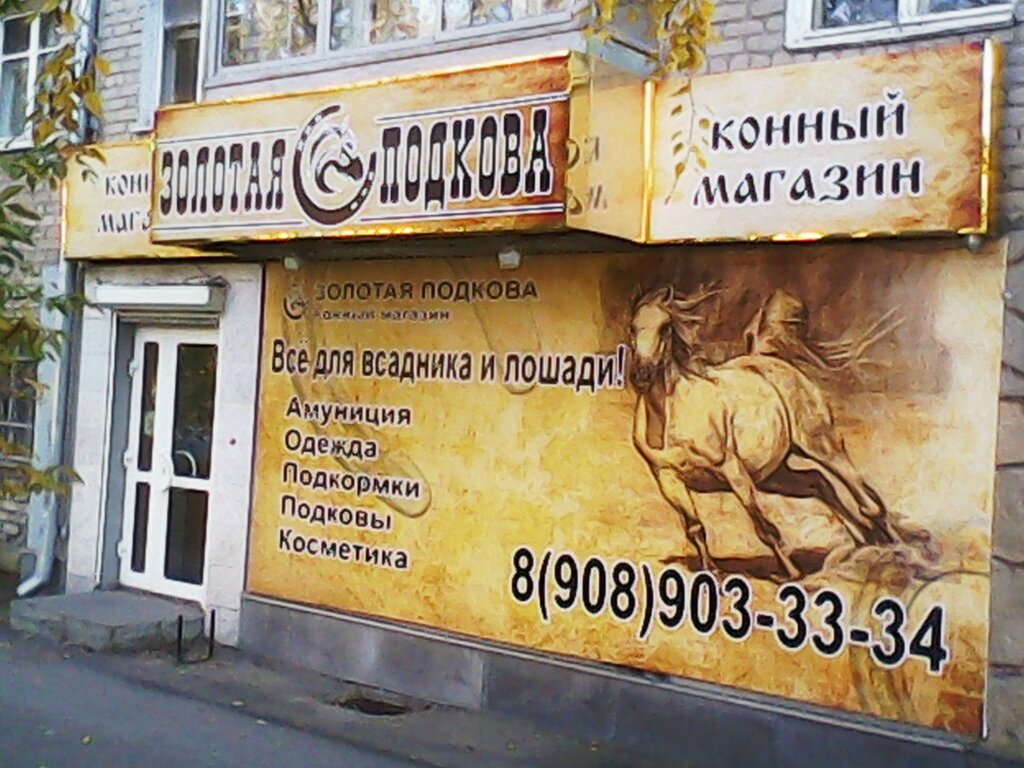 ЗОЛОТАЯ ПОДКОВА
КОННЫЙ
МАГАЗИН
ЗОЛОТАЯ ПОДКОВА
Конный магазин
Всё для всадника и лошади!
Амуниция
Одежда
Подкормки
Подковы
Косметика
8(908)903-33-34